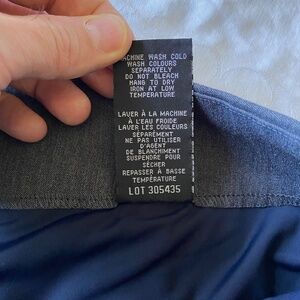 MACHINE WASH COLD
WASH COLOURS
SEPARATELY
DO NOT BLEACH
HANG TO DRY
IRON AT LOW
TEMPERATURE
LAVER À LA MACHINE
À L'EAU FROIDE
LAVER LES COULEURS
SÉPARÉMENT
NE PAS UTILISER
D'AGENT
DE BLANCHIMENT
SUSPENDRE POUR
SÉCHER
REPASSER À BASSE
TEMPÉRATURE
LOT 305435